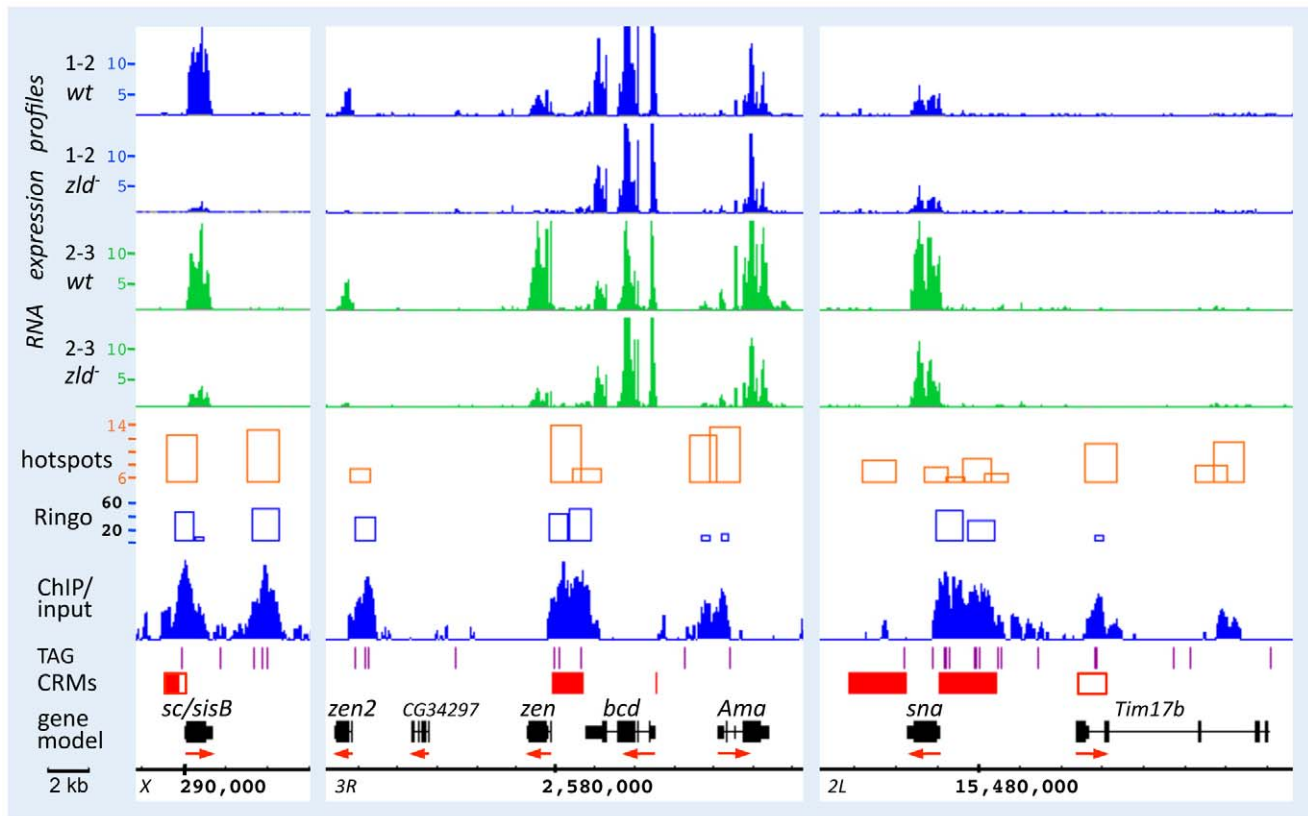 RNA expression profiles
1-2
wt
10
5
1-2
zld-
10
5
2-3
wt
10
5
2-3
zld-
10
5
hotspots
14
6
Ringo
60
20
ChIP/
input
TAG
CRMs
gene
model
sc/sisB
zen2
CG34297
zen
bcd
Ama
sna
Tim17b
2 kb
X
290,000
3R
2,580,000
2L
15,480,000